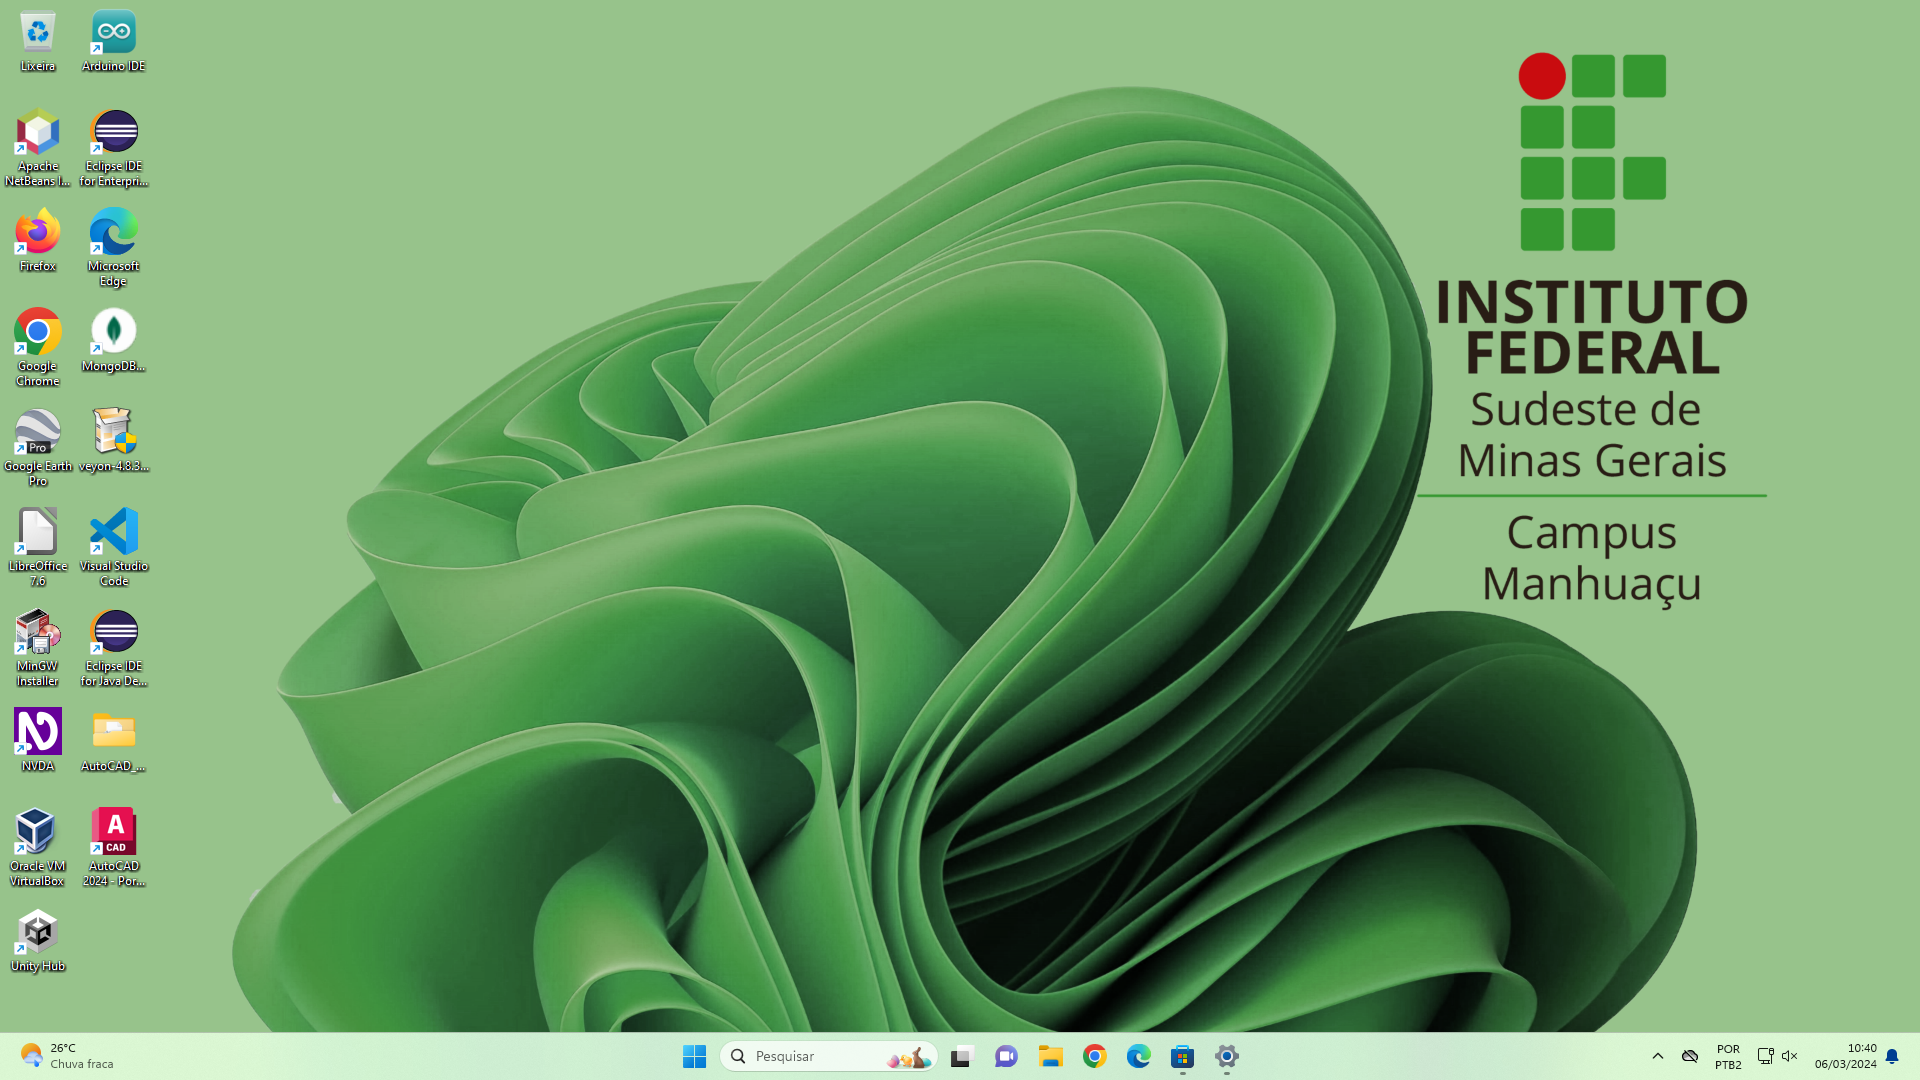 Lixeira
Arduino IDE
Apache
NetBeans I...
Eclipse IDE
for Enterpri...
Firefox
Microsoft
Edge
Google
Chrome
MongoDB...
Pro
Google Earth
Pro
veyon-4.8.3...
LibreOffice
7.6
Visual Studio
Code
MinGW
Installer
Eclipse IDE
for Java De...
NVDA
AutoCAD_...
Oracle VM
VirtualBox
A
CAD
AutoCAD
2024 - Por...
Unity Hub
INSTITUTO
FEDERAL
Sudeste de
Minas Gerais
Campus
Manhuaçu
26°C
Chuva fraca
Pesquisar
POR
PTB2
10:40
06/03/2024